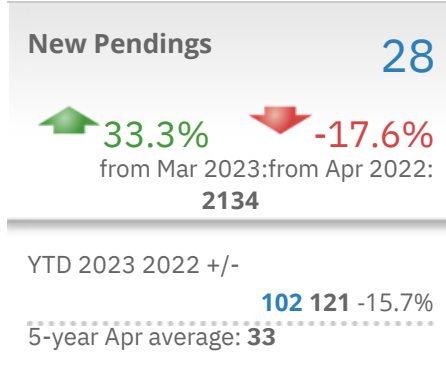 New Pendings
28
33.3% -17.6%
from Mar 2023:from Apr 2022:
2134
YTD 2023 2022 +/-
102 121 -15.7%
5-year Apr average: 33